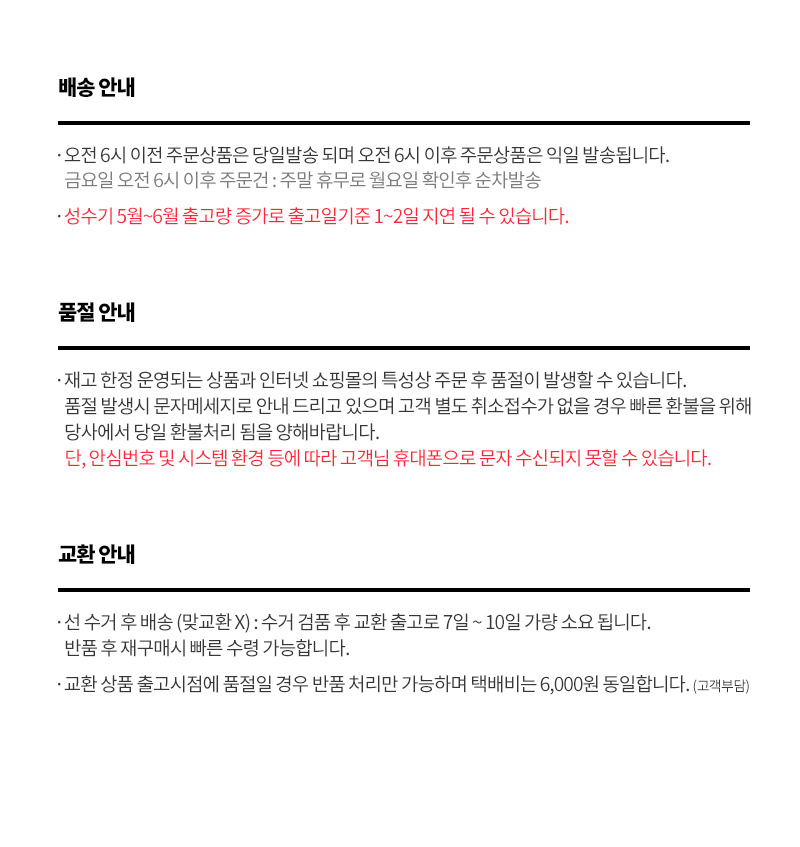 배송 안내
· 오전 6시 이전 주문상품은 당일발송 되며 오전 6시 이후 주문상품은 익일 발송됩니다.
금요일 오전 6시 이후 주문건 : 주말 휴무로 월요일 확인후 순차발송
· 성수기 5월~6월 출고량 증가로 출고일기준 1~2일 지연 될 수 있습니다.
품절 안내
· 재고 한정 운영되는 상품과 인터넷 쇼핑몰의 특성상 주문 후 품절이 발생할 수 있습니다.
품절 발생시 문자메세지로 안내 드리고 있으며 고객 별도 취소접수가 없을 경우 빠른 환불을 위해
당사에서 당일 환불처리 됨을 양해바랍니다.
단, 안심번호 및 시스템 환경 등에 따라 고객님 휴대폰으로 문자 수신되지 못할 수 있습니다.
교환 안내
· 선 수거 후 배송 (맞교환 X) : 수거 검품 후 교환 출고로 7일 ~ 10일 가량 소요 됩니다.
반품 후 재구매시 빠른 수령 가능합니다.
· 교환 상품 출고시점에 품절일 경우 반품 처리만 가능하며 택배비는 6,000원 동일합니다. (고객부담)